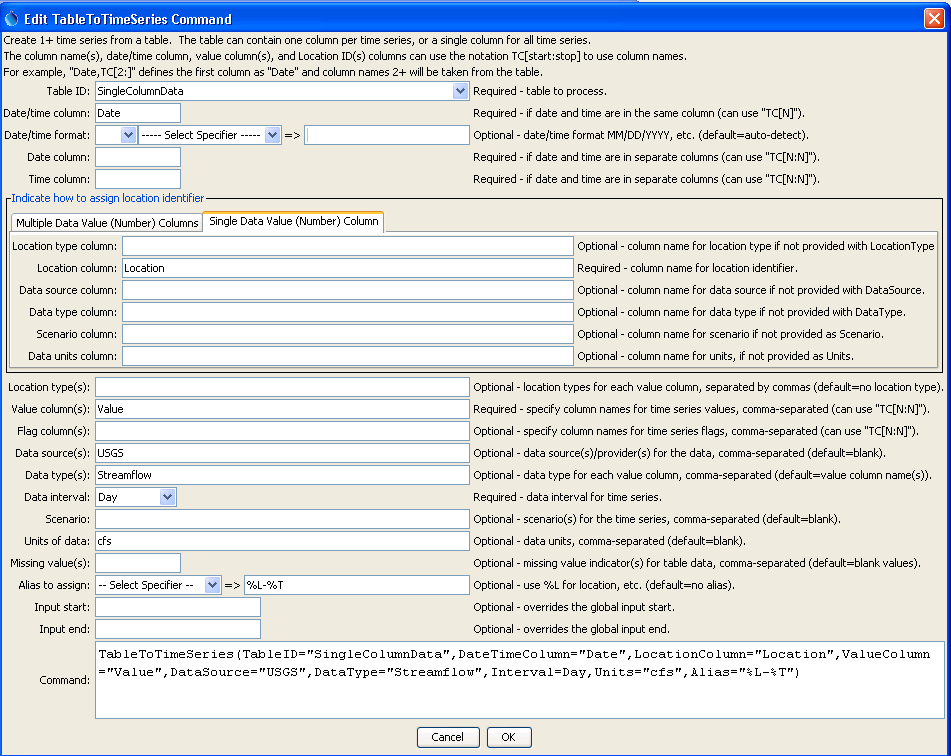 Edit TableToTimeSeries Command
Create 1+ time series from a table.  The table can contain one column per time series, or a single column for all time series.
The column name(s), date/time column, value column(s), and Location ID(s) columns can use the notation TC[start:stop] to use column names.
For example, "Date,TC[2:]" defines the first column as "Date" and column names 2+ will be taken from the table.
Table ID: SingleColumnData Required - table to process.
Date/time column: Date Required - if date and time are in the same column (can use "TC[N]").
Date/time format: ----- Select Specifier ----- => Optional - date/time format MM/DD/YYYY, etc. (default=auto-detect).
Date column: Required - if date and time are in separate columns (can use "TC[N:N]").
Time column: Required - if date and time are in separate columns (can use "TC[N:N]").
Indicate how to assign location identifier
Multiple Data Value (Number) Columns Single Data Value (Number) Column
Location type column: Optional - column name for location type if not provided with LocationType
Location column: Location Required - column name for location identifier.
Data source column: Optional - column name for data source if not provided with DataSource.
Data type column: Optional - column name for data type if not provided with DataType.
Scenario column: Optional - column name for scenario if not provided as Scenario.
Data units column: Optional - column name for units, if not provided as Units.
Location type(s): Optional - location types for each value column, separated by commas (default=no location type).
Value column(s): Value Required - specify column names for time series values, comma-separated (can use "TC[N:N]").
Flag column(s): Optional - specify column names for time series flags, comma-separated (can use "TC[N:N]").
Data source(s): USGS Optional - data source(s)/provider(s) for the data, comma-separated (default=blank).
Data type(s): Streamflow Optional - data type for each value column, comma-separated (default=value column name(s)).
Data interval: Day Required - data interval for time series.
Scenario: Optional - scenario(s) for the time series, comma-separated (default=blank).
Units of data: cfs Optional - data units, comma-separated (default=blank).
Missing value(s): Optional - missing value indicator(s) for table data, comma-separated (default=blank values).
Alias to assign: -- Select Specifier -- => %L-%T Optional - use %L for location, etc. (default=no alias).
Input start: Optional - overrides the global input start.
Input end: Optional - overrides the global input end.
TableToTimeSeries(TableID="SingleColumnData",DateTimeColumn="Date",LocationColumn="Location",ValueColumn
="Value",DataSource="USGS",DataType="Streamflow",Interval=Day,Units="cfs",Alias="%L-%T")
Command:
Cancel OK